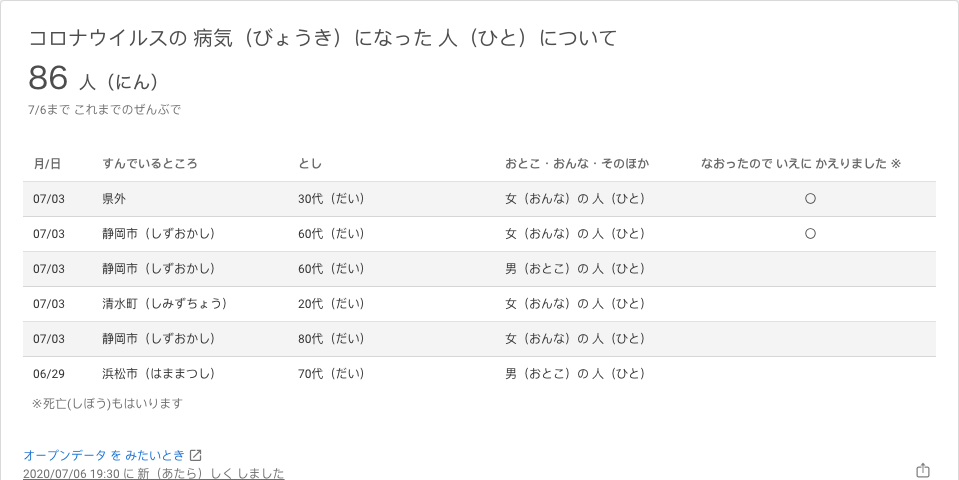 コロナウイルスの 病気（びょうき）になった 人（ひと）について
86 人（にん）
7/6まで これまでのぜんぶで
月/日 すんでいるところ とし おとこ・おんな・そのほか なおったので いえに かえりました ※
07/03 県外 30代（だい） 女（おんな）の 人（ひと） 〇
07/03 静岡市（しずおかし） 60代（だい） 女（おんな）の 人（ひと） 〇
07/03 静岡市（しずおかし） 60代（だい） 男（おとこ）の 人（ひと）
07/03 清水町（しみずちょう） 20代（だい） 女（おんな）の 人（ひと）
07/03 静岡市（しずおかし） 80代（だい） 女（おんな）の 人（ひと）
06/29 浜松市（はままつし） 70代（だい） 男（おとこ）の 人（ひと）
※死亡(しぼう)もはいります
オープンデータ を みたいとき
2020/07/06 19:30 に 新（あたら）しく しました